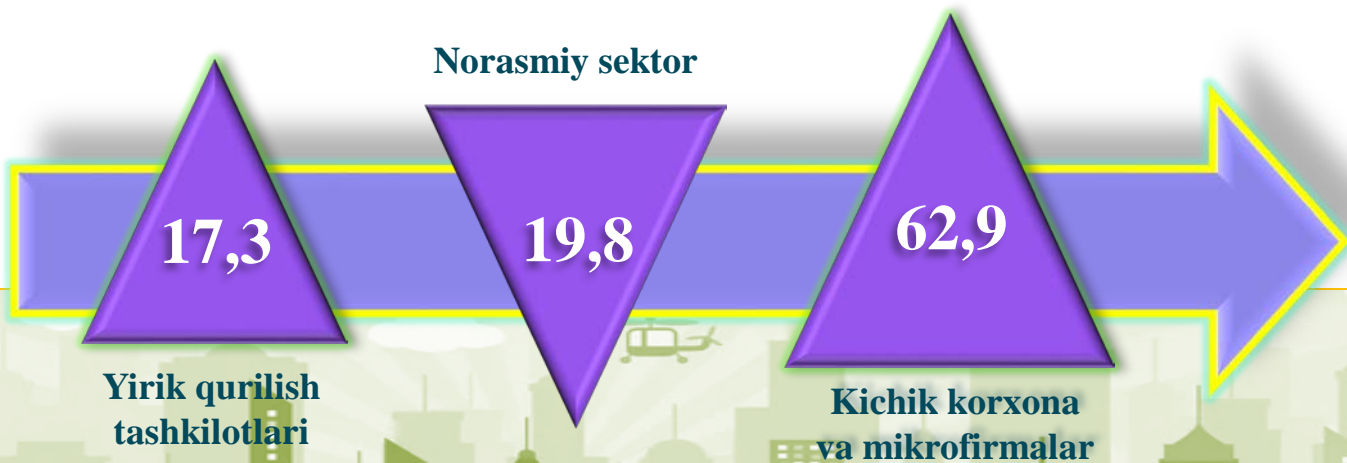 Norasmiy sektor
17,3
19,8
62,9
Yirik qurilish
tashkilotlari
Kichik korxona
va mikrofirmalar